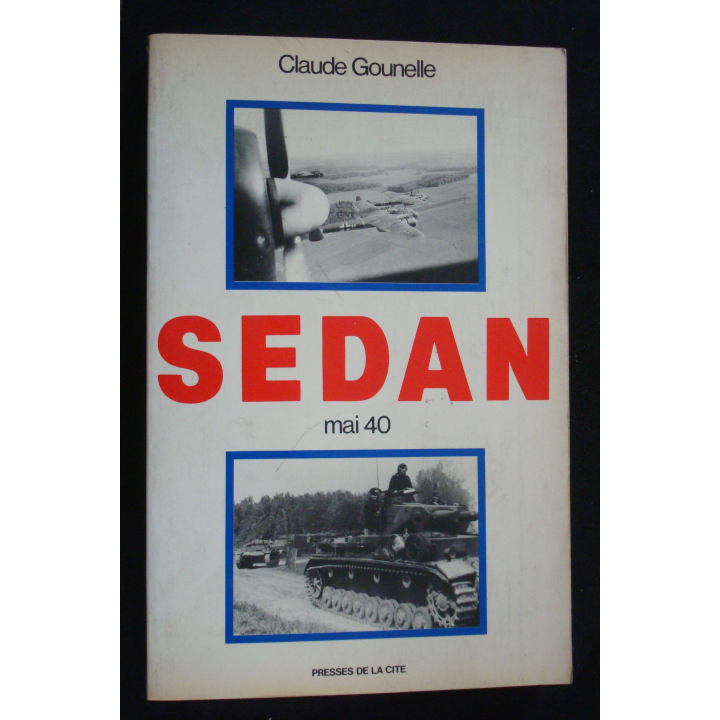 Claude Gounelle
SEDAN
mai 40
PRESSES DE LA CITE